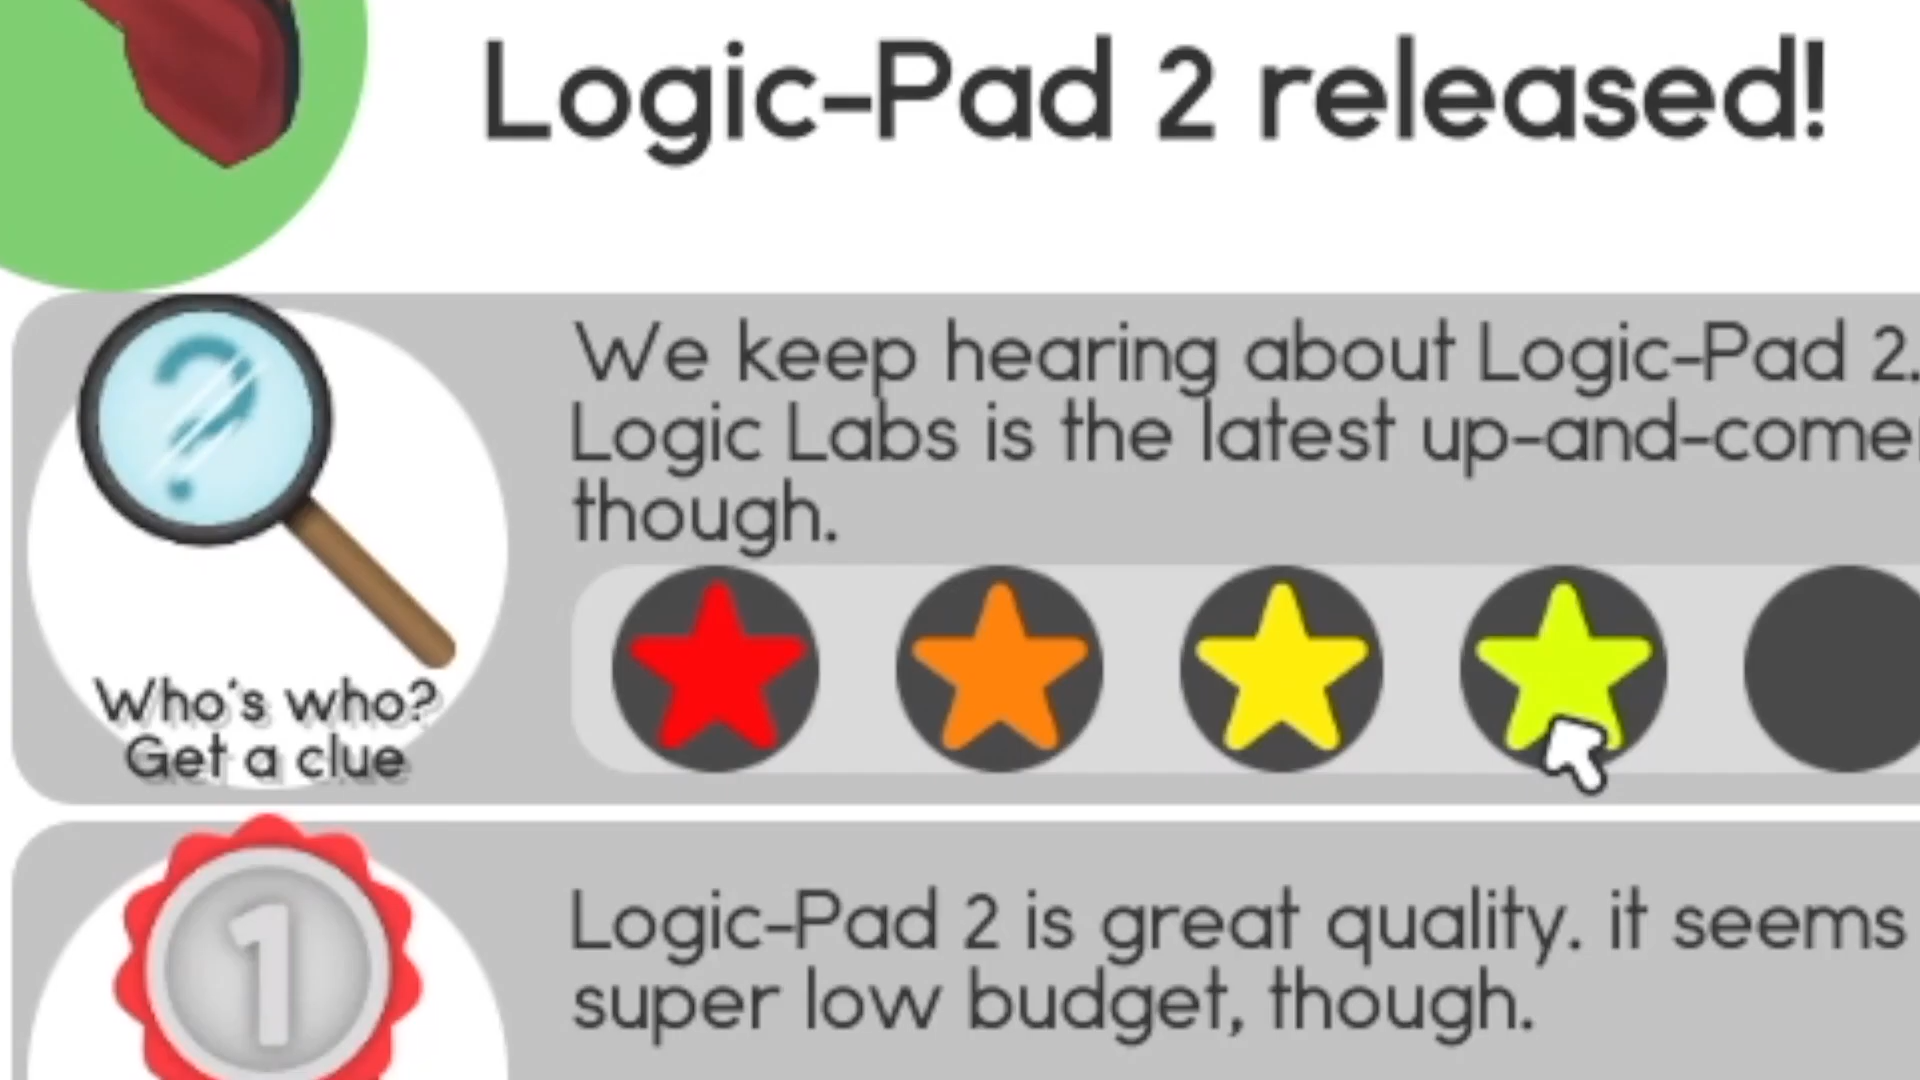 Logic-Pad 2 released!
We keep hearing about Logic-Pad 2.
Logic Labs is the latest up-and-come
though.
Who's who?
Get a clue
1
Logic-Pad 2 is great quality. it seems
super low budget, though.